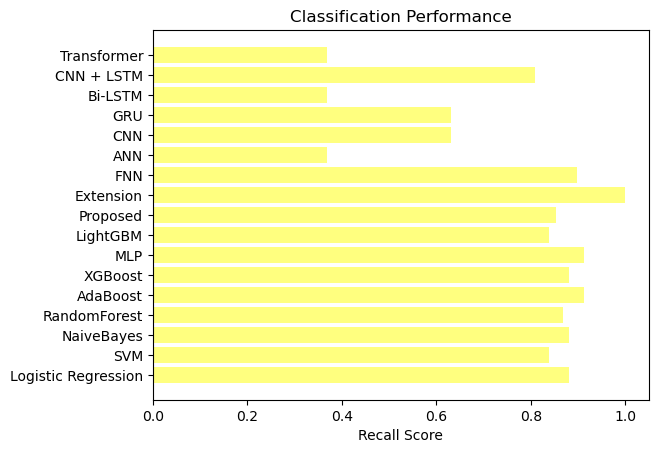 Classification Performance
Transformer
CNN + LSTM
Bi-LSTM
GRU
CNN
ANN
FNN
Extension
Proposed
LightGBM
MLP
XGBoost
AdaBoost
RandomForest
NaiveBayes
SVM
Logistic Regression
0.0 0.2 0.4 0.6 0.8 1.0
Recall Score